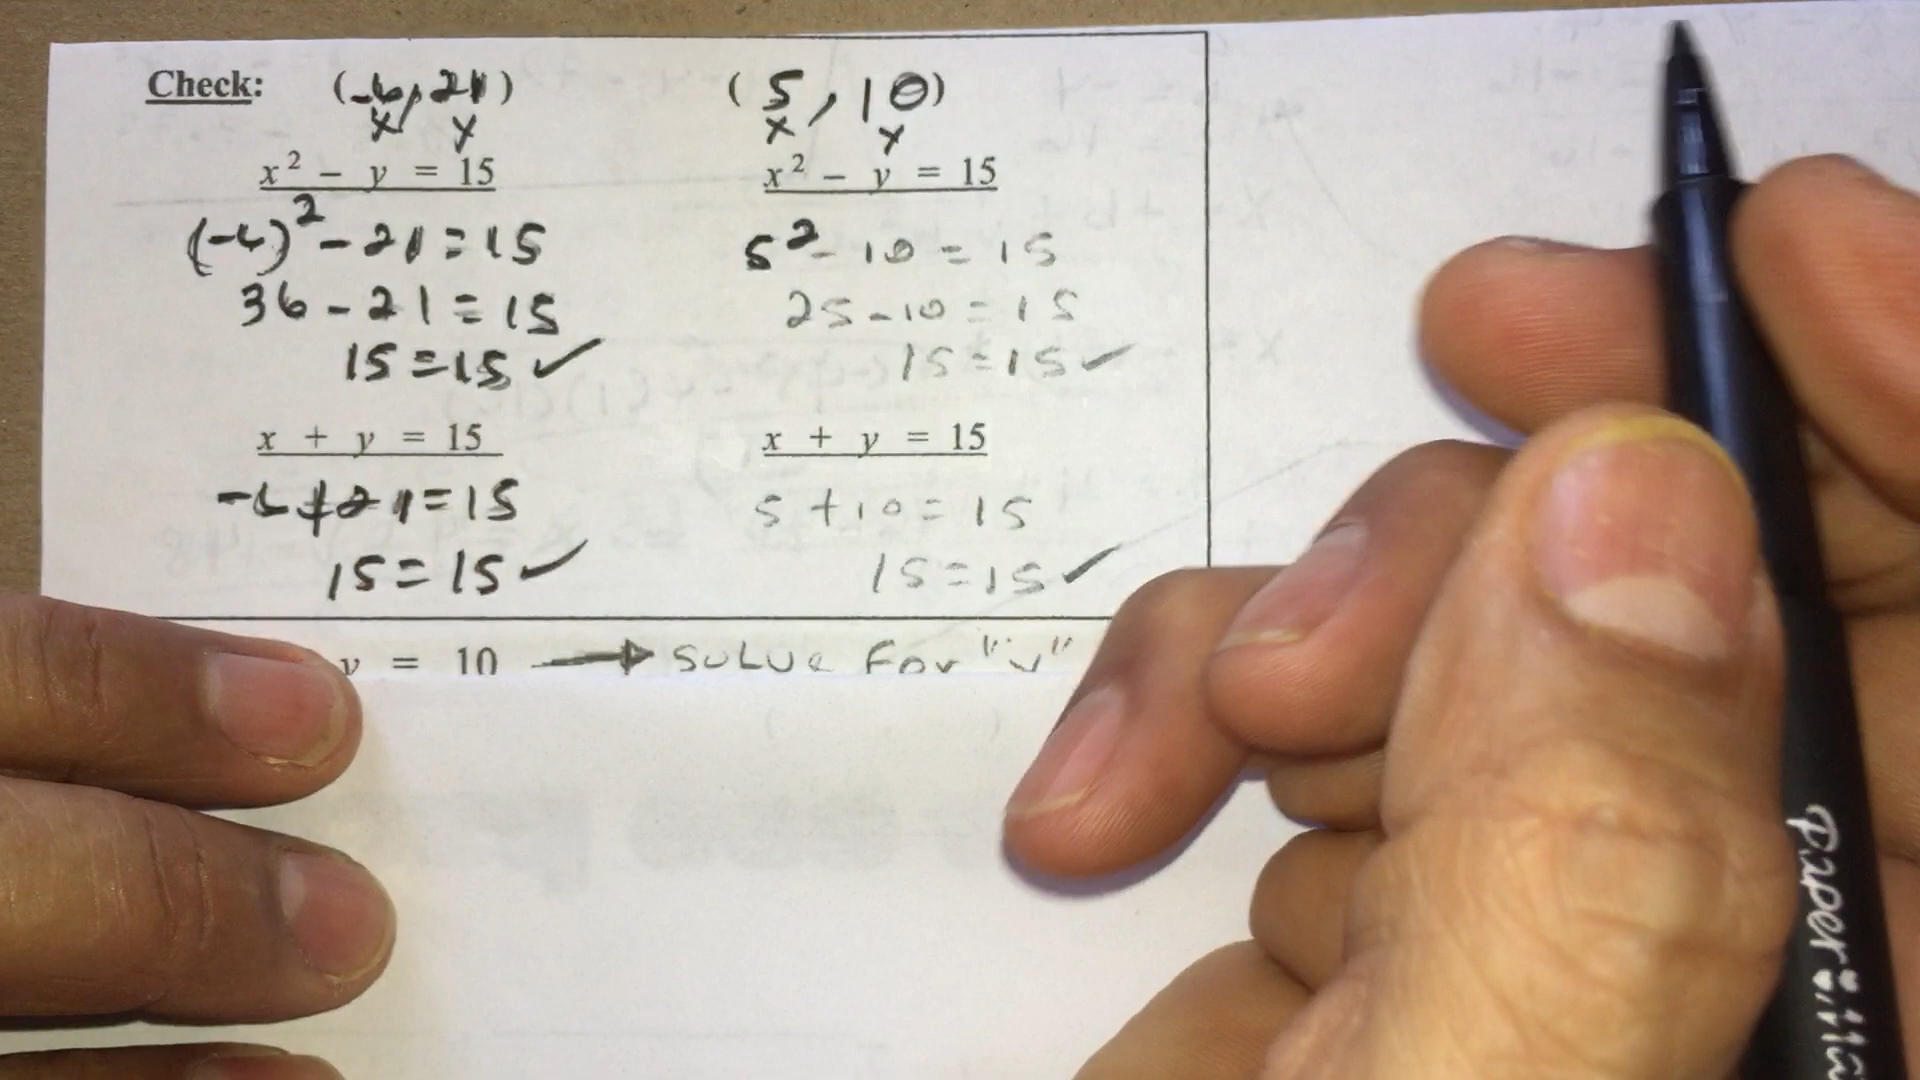 Check: (-6, 21) (5, 10)
x y x y
x² - y = 15 x² - y = 15
(-6)² - 21 = 15 5² - 10 = 15
36 - 21 = 15 25 - 10 = 15
15 = 15 ✓ 15 = 15 ✓
x + y = 15 x + y = 15
-6 + 21 = 15 5 + 10 = 15
15 = 15 ✓ 15 = 15 ✓
y = 10 → SOLVE FOR "y"
Paper: